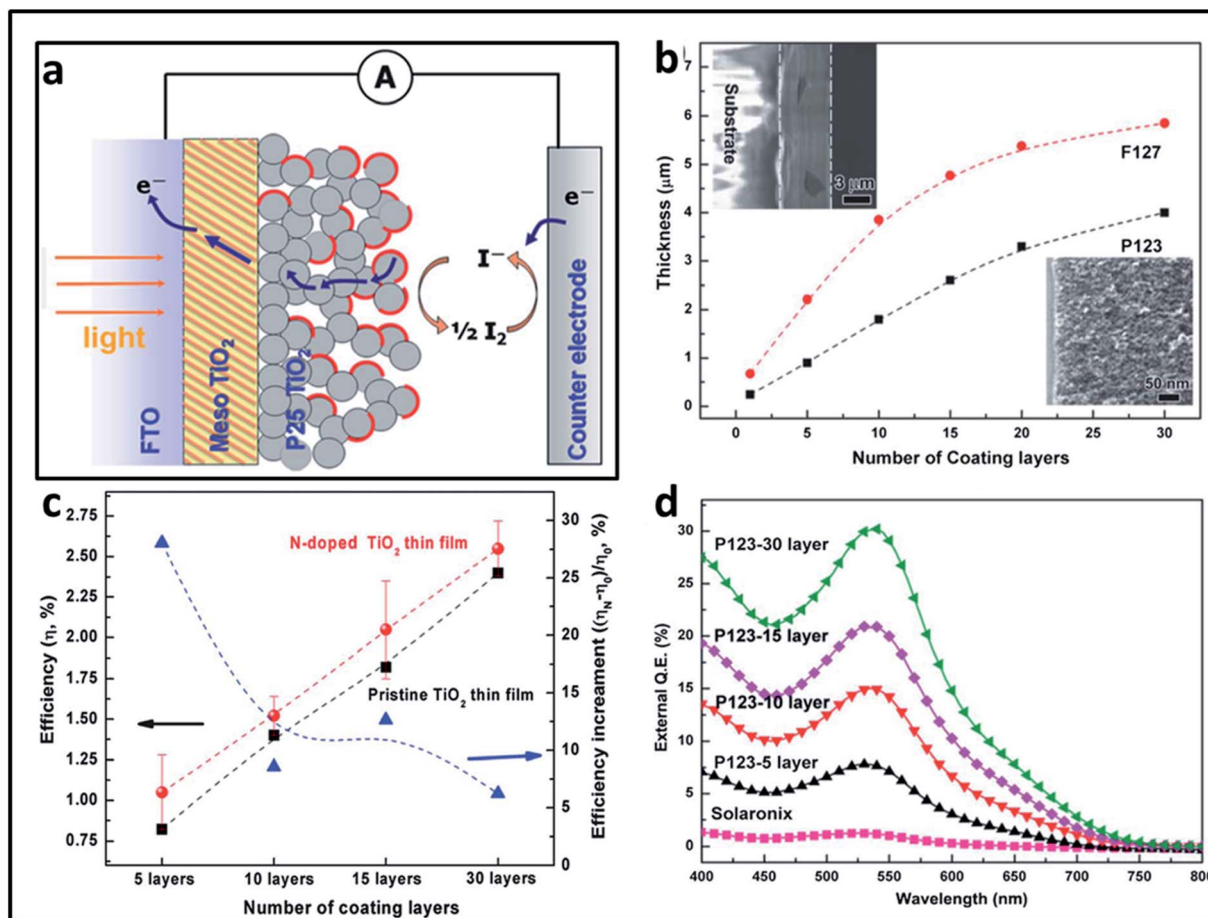 a
A
e⁻
e⁻
I⁻
½ I₂
light
FTO
Meso TiO₂
P25 TiO₂
Counter electrode
b
7
6
5
4
3
2
1
0
Thickness (μm)
Substrate
3 μm
F127
P123
50 nm
0 5 10 15 20 25 30
Number of Coating layers
c
2.75
2.50
2.25
2.00
1.75
1.50
1.25
1.00
0.75
Efficiency (η, %)
N-doped TiO₂ thin film
Pristine TiO₂ thin film
30
25
20
15
10
5
0
Efficiency increament ((η_N-η₀)/η₀, %)
5 layers 10 layers 15 layers 30 layers
Number of coating layers
d
30
25
20
15
10
5
0
External Q.E. (%)
P123-30 layer
P123-15 layer
P123-10 layer
P123-5 layer
Solaronix
400 450 500 550 600 650 700 750 800
Wavelength (nm)